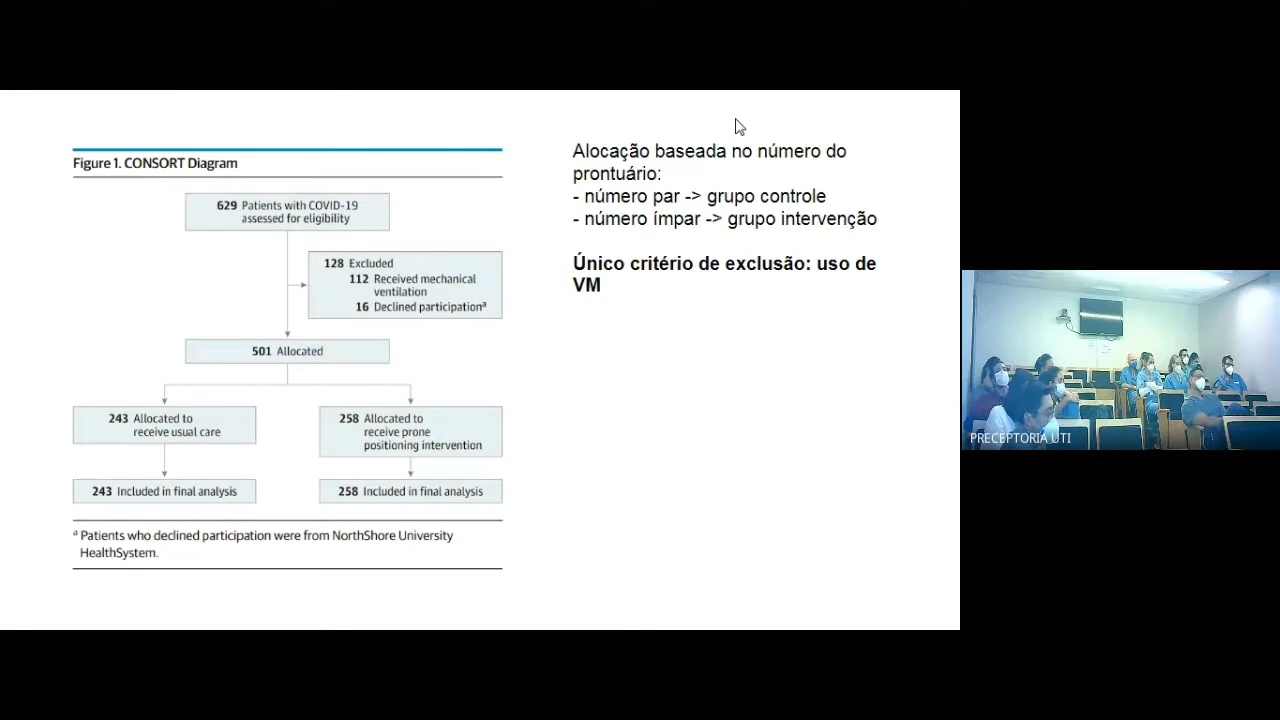 Figure 1. CONSORT Diagram
629 Patients with COVID-19
assessed for eligibility
128 Excluded
112 Received mechanical
ventilation
16 Declined participationᵃ
501 Allocated
243 Allocated to
receive usual care
258 Allocated to
receive prone
positioning intervention
243 Included in final analysis
258 Included in final analysis
ᵃ Patients who declined participation were from NorthShore University
HealthSystem.
Alocação baseada no número do
prontuário:
- número par -> grupo controle
- número ímpar -> grupo intervenção
Único critério de exclusão: uso de
VM
PRECEPTORIA UTI